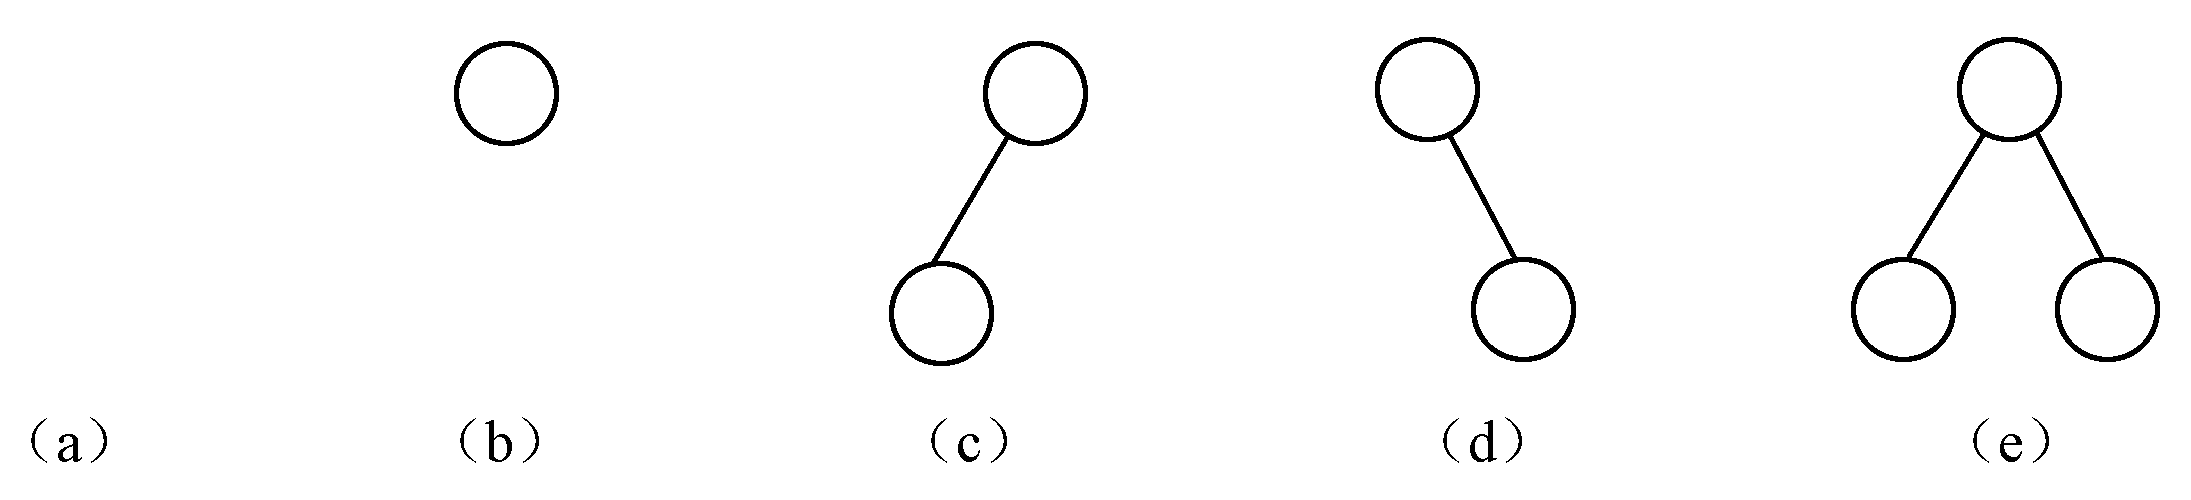 （a） （b） （c） （d） （e）